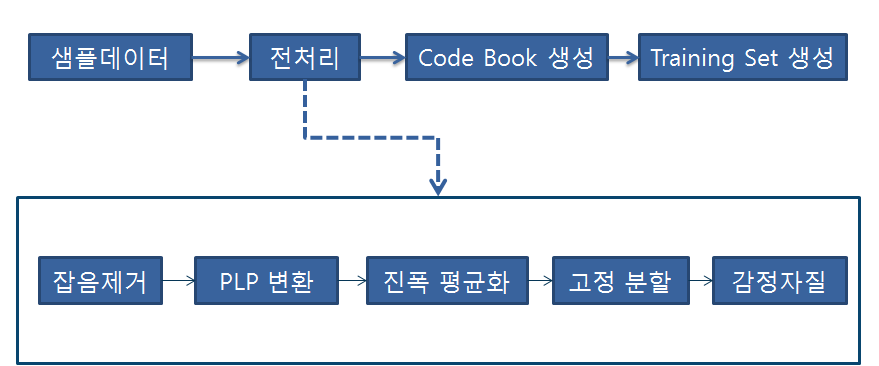 샘플데이터
전처리
Code Book 생성
Training Set 생성
잡음제거
PLP 변환
진폭 평균화
고정 분할
감정자질